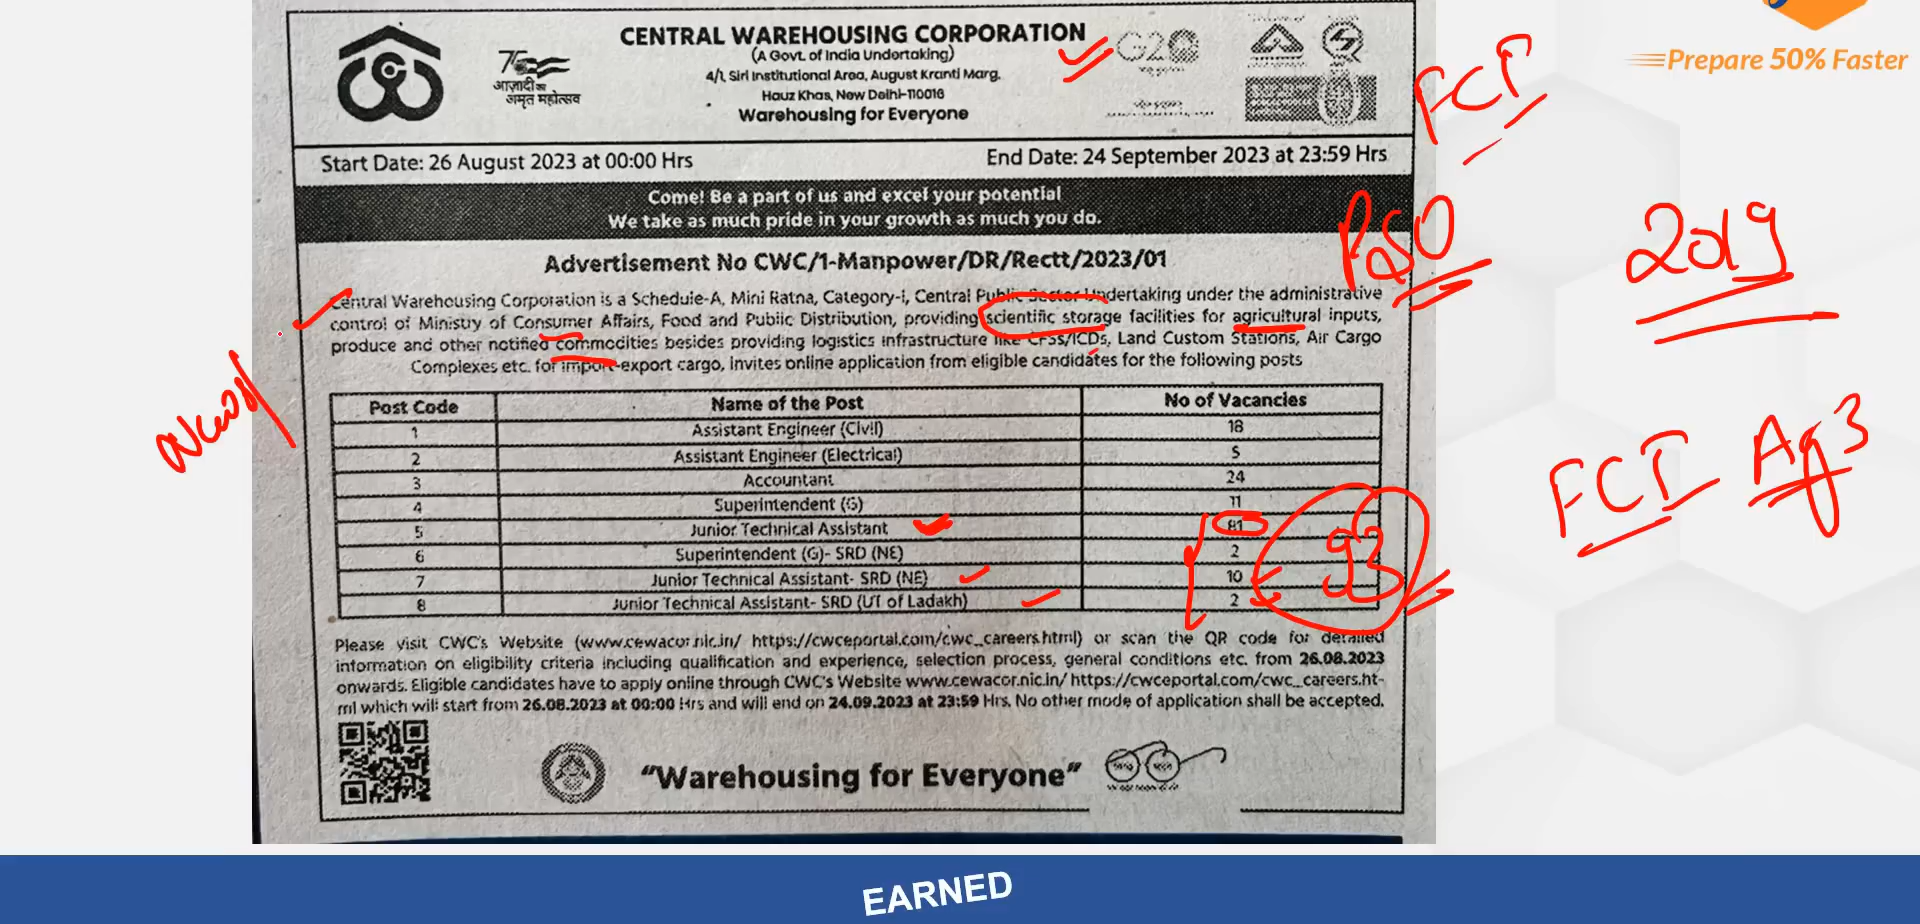 CENTRAL WAREHOUSING CORPORATION
(A Govt. of India Undertaking)
4/1, Siri Institutional Area, August Kranti Marg,
Hauz Khas, New Delhi-110016
Warehousing for Everyone
आज़ादी का
अमृत महोत्सव
G20
Prepare 50% Faster
FCI
Start Date: 26 August 2023 at 00:00 Hrs
End Date: 24 September 2023 at 23:59 Hrs
Come! Be a part of us and excel your potential
We take as much pride in your growth as much you do.
2019
Advertisement No CWC/1-Manpower/DR/Rectt/2023/01
Central Warehousing Corporation is a Schedule-A, Mini Ratna, Category-I, Central Public Sector Undertaking under the administrative
control of Ministry of Consumer Affairs, Food and Public Distribution, providing scientific storage facilities for agricultural inputs,
produce and other notified commodities besides providing logistics infrastructure like CFSs/ICDs, Land Custom Stations, Air Cargo
Complexes etc. for import-export cargo, invites online application from eligible candidates for the following posts
Post Code Name of the Post No of Vacancies
1 Assistant Engineer (Civil) 18
2 Assistant Engineer (Electrical) 5
3 Accountant 24
4 Superintendent (G) 11
5 Junior Technical Assistant 81
6 Superintendent (G)- SRD (NE) 2
7 Junior Technical Assistant- SRD (NE) 10
8 Junior Technical Assistant- SRD (UT of Ladakh) 2
93
FCI Ag 3
Please visit CWC's Website (www.cewacor.nic.in/ https://cwceportal.com/cwc_careers.html) or scan the QR code for detailed
information on eligibility criteria including qualification and experience, selection process, general conditions etc. from 26.08.2023
onwards. Eligible candidates have to apply online through CWC's Website www.cewacor.nic.in/ https://cwceportal.com/cwc_careers.ht-
ml which will start from 26.08.2023 at 00:00 Hrs and will end on 24.09.2023 at 23:59 Hrs. No other mode of application shall be accepted.
"Warehousing for Everyone"
EARNED